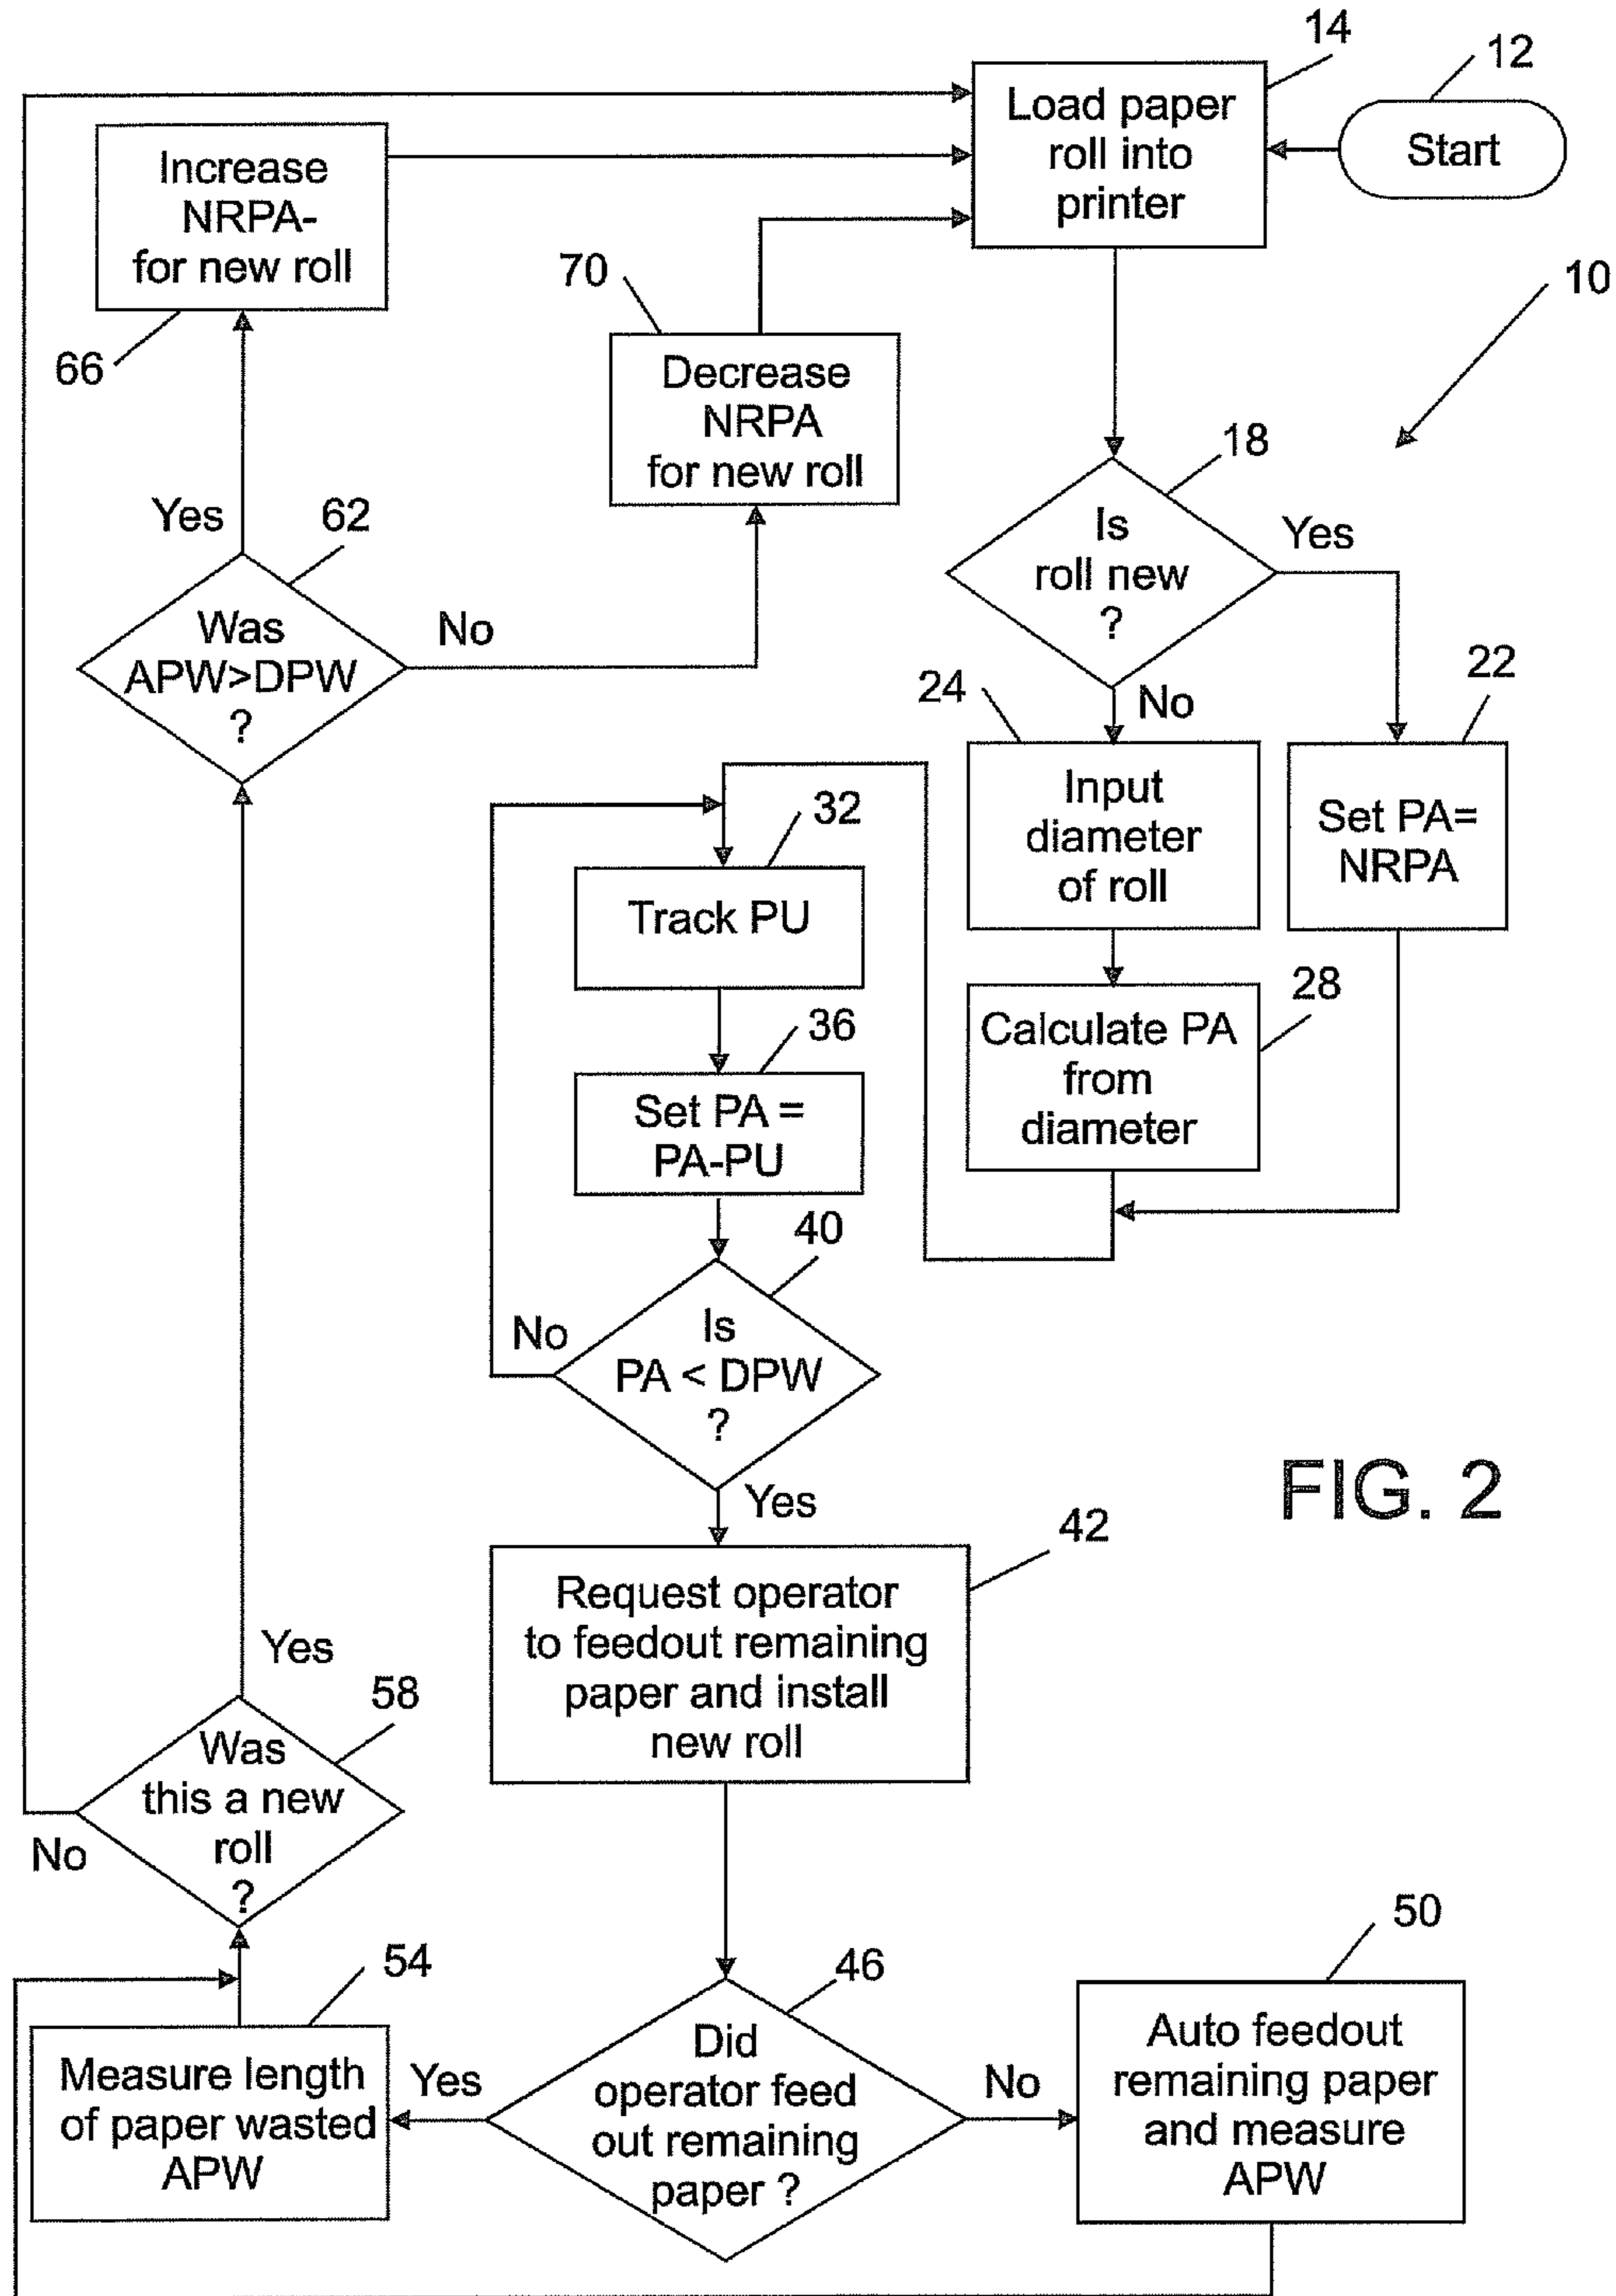 14
12
Load paper
roll into
printer
Start
Increase
NRPA-
for new roll
66
70
10
Decrease
NRPA
for new roll
18
Is
roll new
?
Yes
No
Yes
62
Was
APW>DPW
?
No
24
22
Input
diameter
of roll
Set PA=
NRPA
32
Track PU
28
Calculate PA
from
diameter
36
Set PA =
PA-PU
40
Is
PA < DPW
?
No
Yes
FIG. 2
42
Request operator
to feedout remaining
paper and install
new roll
Yes
58
Was
this a new
roll
?
No
54
Measure length
of paper wasted
APW
46
Did
operator feed
out remaining
paper ?
Yes
No
50
Auto feedout
remaining paper
and measure
APW